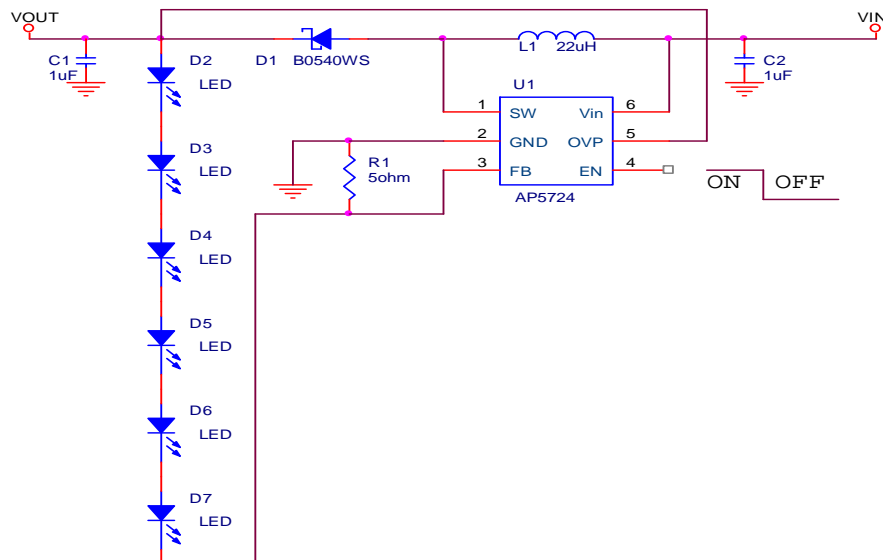 VOUT
VIN
C1
1uF
D2
LED
D1
B0540WS
L1
22uH
C2
1uF
U1
1
SW
Vin
6
2
GND
OVP
5
3
FB
EN
4
AP5724
R1
5ohm
ON
OFF
D3
LED
D4
LED
D5
LED
D6
LED
D7
LED